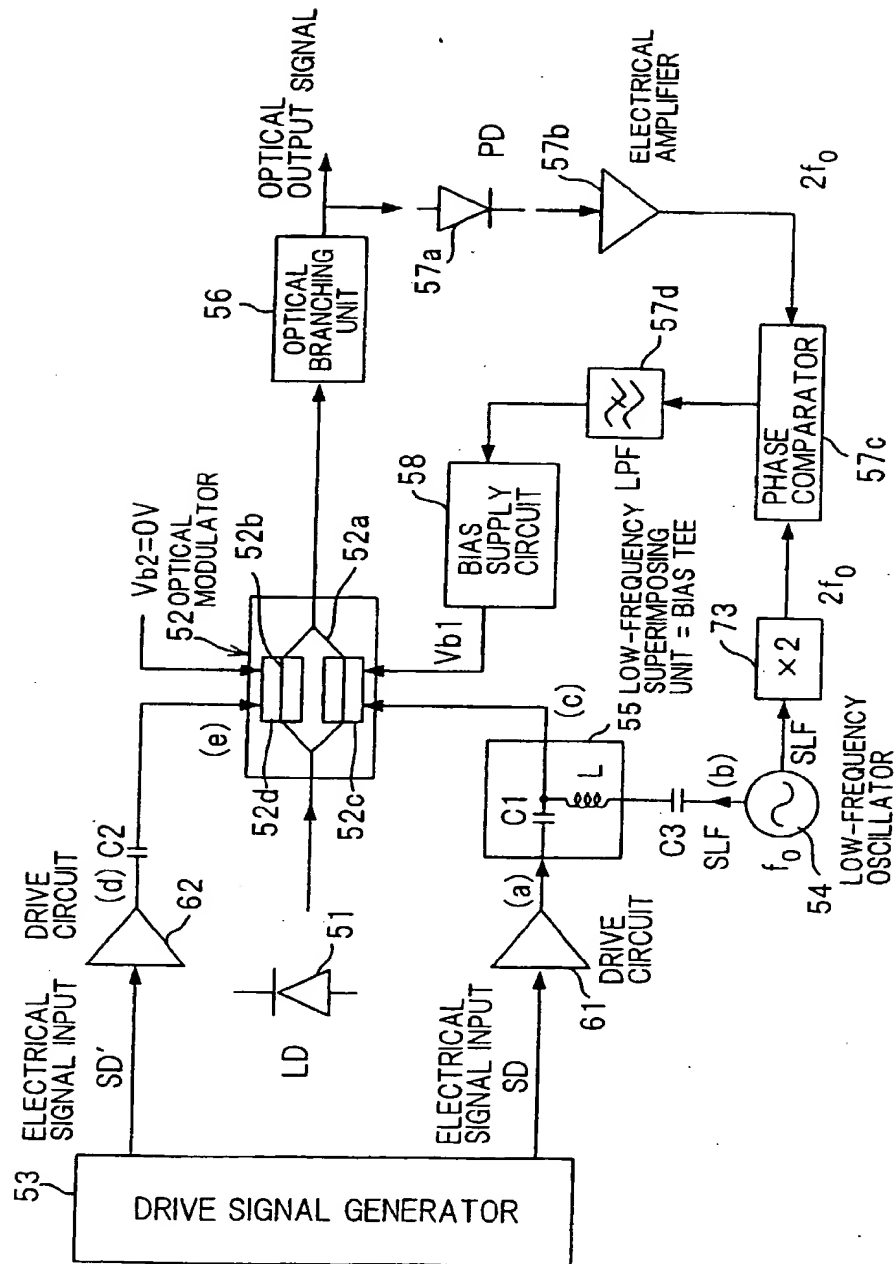 53
DRIVE SIGNAL GENERATOR
ELECTRICAL
SIGNAL INPUT
SD'
DRIVE
CIRCUIT
62
(d)
C2
(e)
Vb2=0V
52 OPTICAL
MODULATOR
52b
52a
52d
52c
LD
51
56
OPTICAL
BRANCHING
UNIT
OPTICAL
OUTPUT SIGNAL
PD
57a
57b
ELECTRICAL
AMPLIFIER
2f0
57d
LPF
58
BIAS
SUPPLY
CIRCUIT
Vb1
PHASE
COMPARATOR
57c
ELECTRICAL
SIGNAL INPUT
SD
61
DRIVE
CIRCUIT
(a)
C1
L
(c)
55 LOW-FREQUENCY
SUPERIMPOSING
UNIT = BIAS TEE
C3
SLF
(b)
f0
54
LOW-FREQUENCY
OSCILLATOR
SLF
73
×2
2f0